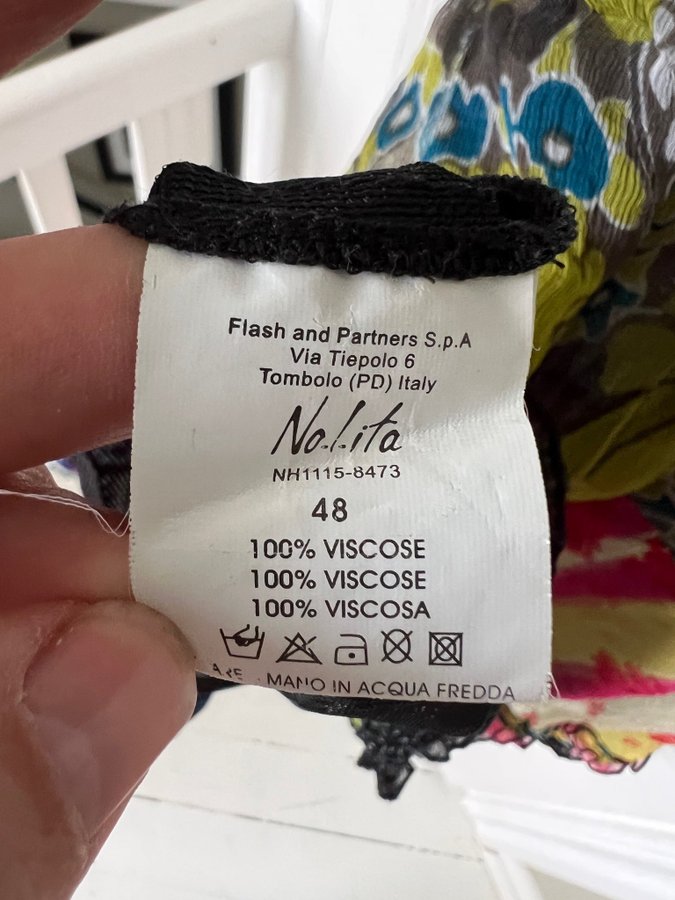 Flash and Partners S.p.A
Via Tiepolo 6
Tombolo (PD) Italy
No.l.ita
NH1115-8473
48
100% VISCOSE
100% VISCOSE
100% VISCOSA
MANO IN ACQUA FREDDA